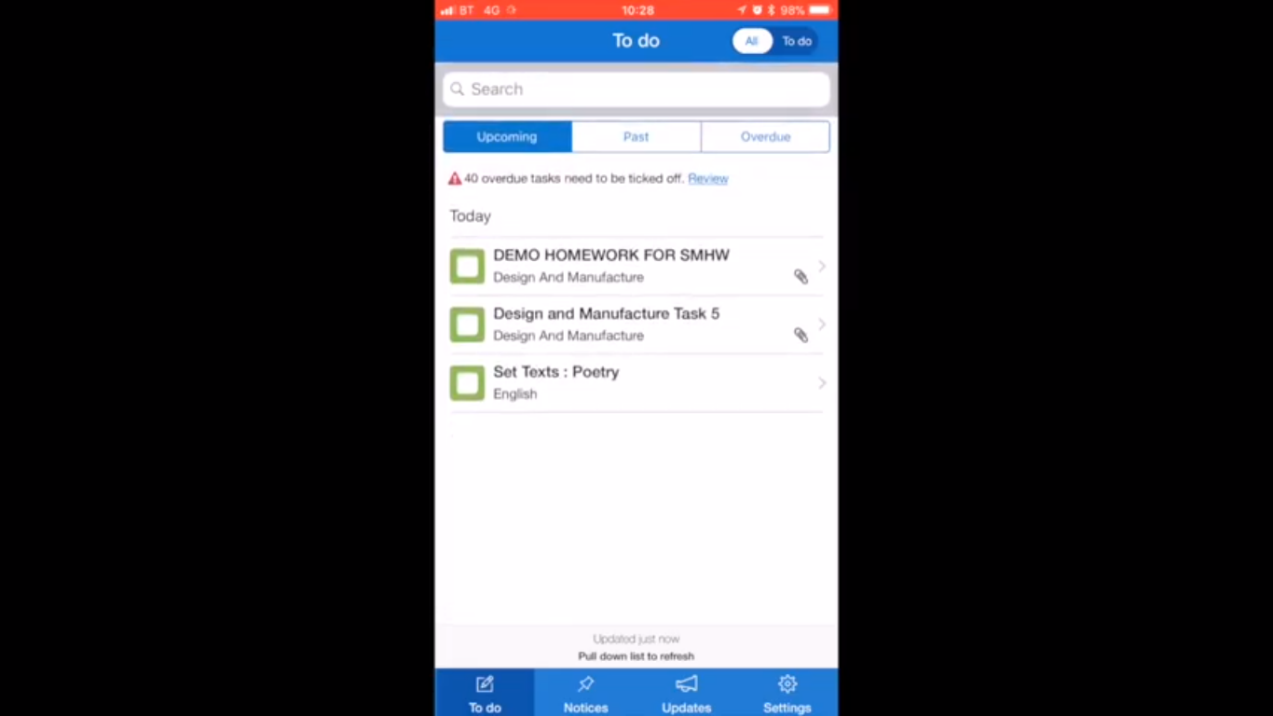 BT 4G 10:28 98%
To do All To do
Search
Upcoming Past Overdue
40 overdue tasks need to be ticked off. Review
Today
DEMO HOMEWORK FOR SMHW
Design And Manufacture
Design and Manufacture Task 5
Design And Manufacture
Set Texts : Poetry
English
Updated just now
Pull down list to refresh
To do Notices Updates Settings